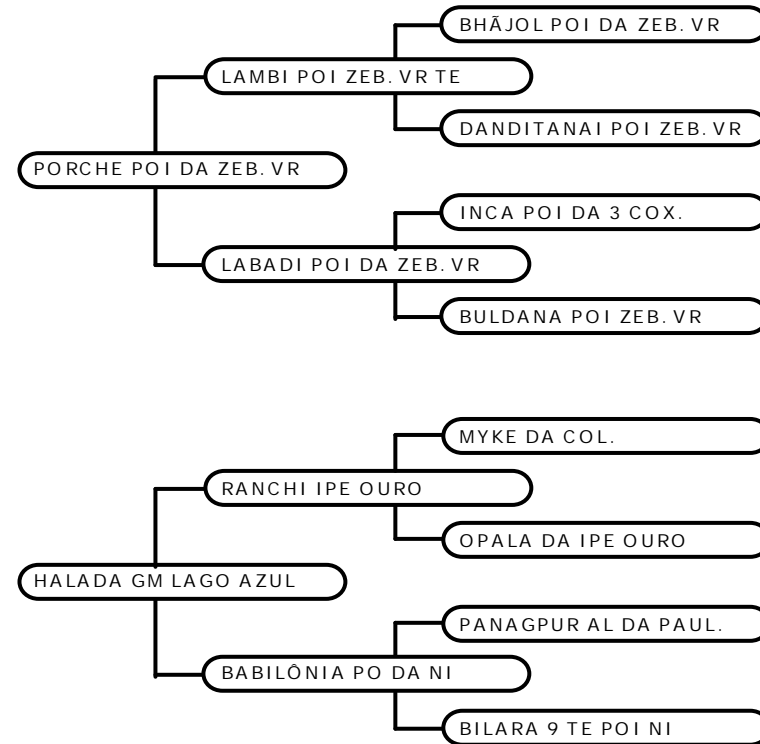 BHĀJOL POI DA ZEB. VR
LAMBI POI ZEB. VR TE
DANDITANAI POI ZEB. VR
PORCHE POI DA ZEB. VR
INCA POI DA 3 COX.
LABADI POI DA ZEB. VR
BULDANA POI ZEB. VR
MYKE DA COL.
RANCHI IPE OURO
OPALA DA IPE OURO
HALADA GM LAGO AZUL
PANAGPUR AL DA PAUL.
BABILÔNIA PO DA NI
BILARA 9 TE POI NI